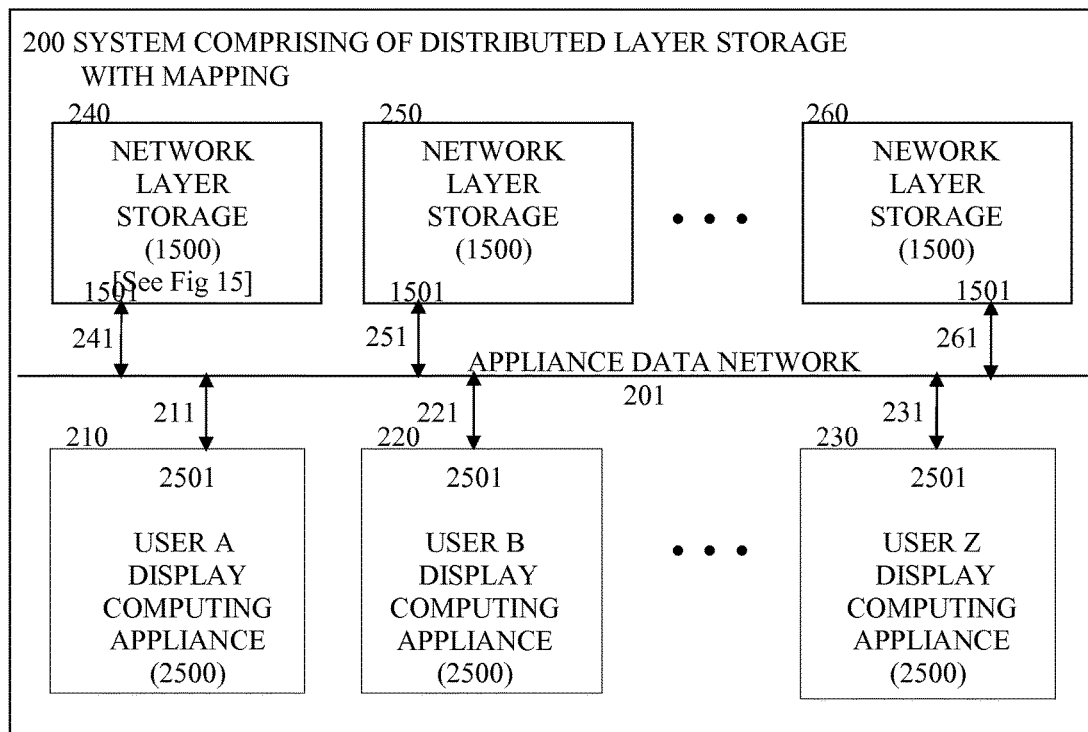 200 SYSTEM COMPRISING OF DISTRIBUTED LAYER STORAGE
WITH MAPPING
240
NETWORK
LAYER
STORAGE
(1500)
[See Fig 15]
1501
250
NETWORK
LAYER
STORAGE
(1500)
1501
260
NEWORK
LAYER
STORAGE
(1500)
1501
241
251
261
APPLIANCE DATA NETWORK
201
211
221
231
210
2501
USER A
DISPLAY
COMPUTING
APPLIANCE
(2500)
220
2501
USER B
DISPLAY
COMPUTING
APPLIANCE
(2500)
230
2501
USER Z
DISPLAY
COMPUTING
APPLIANCE
(2500)